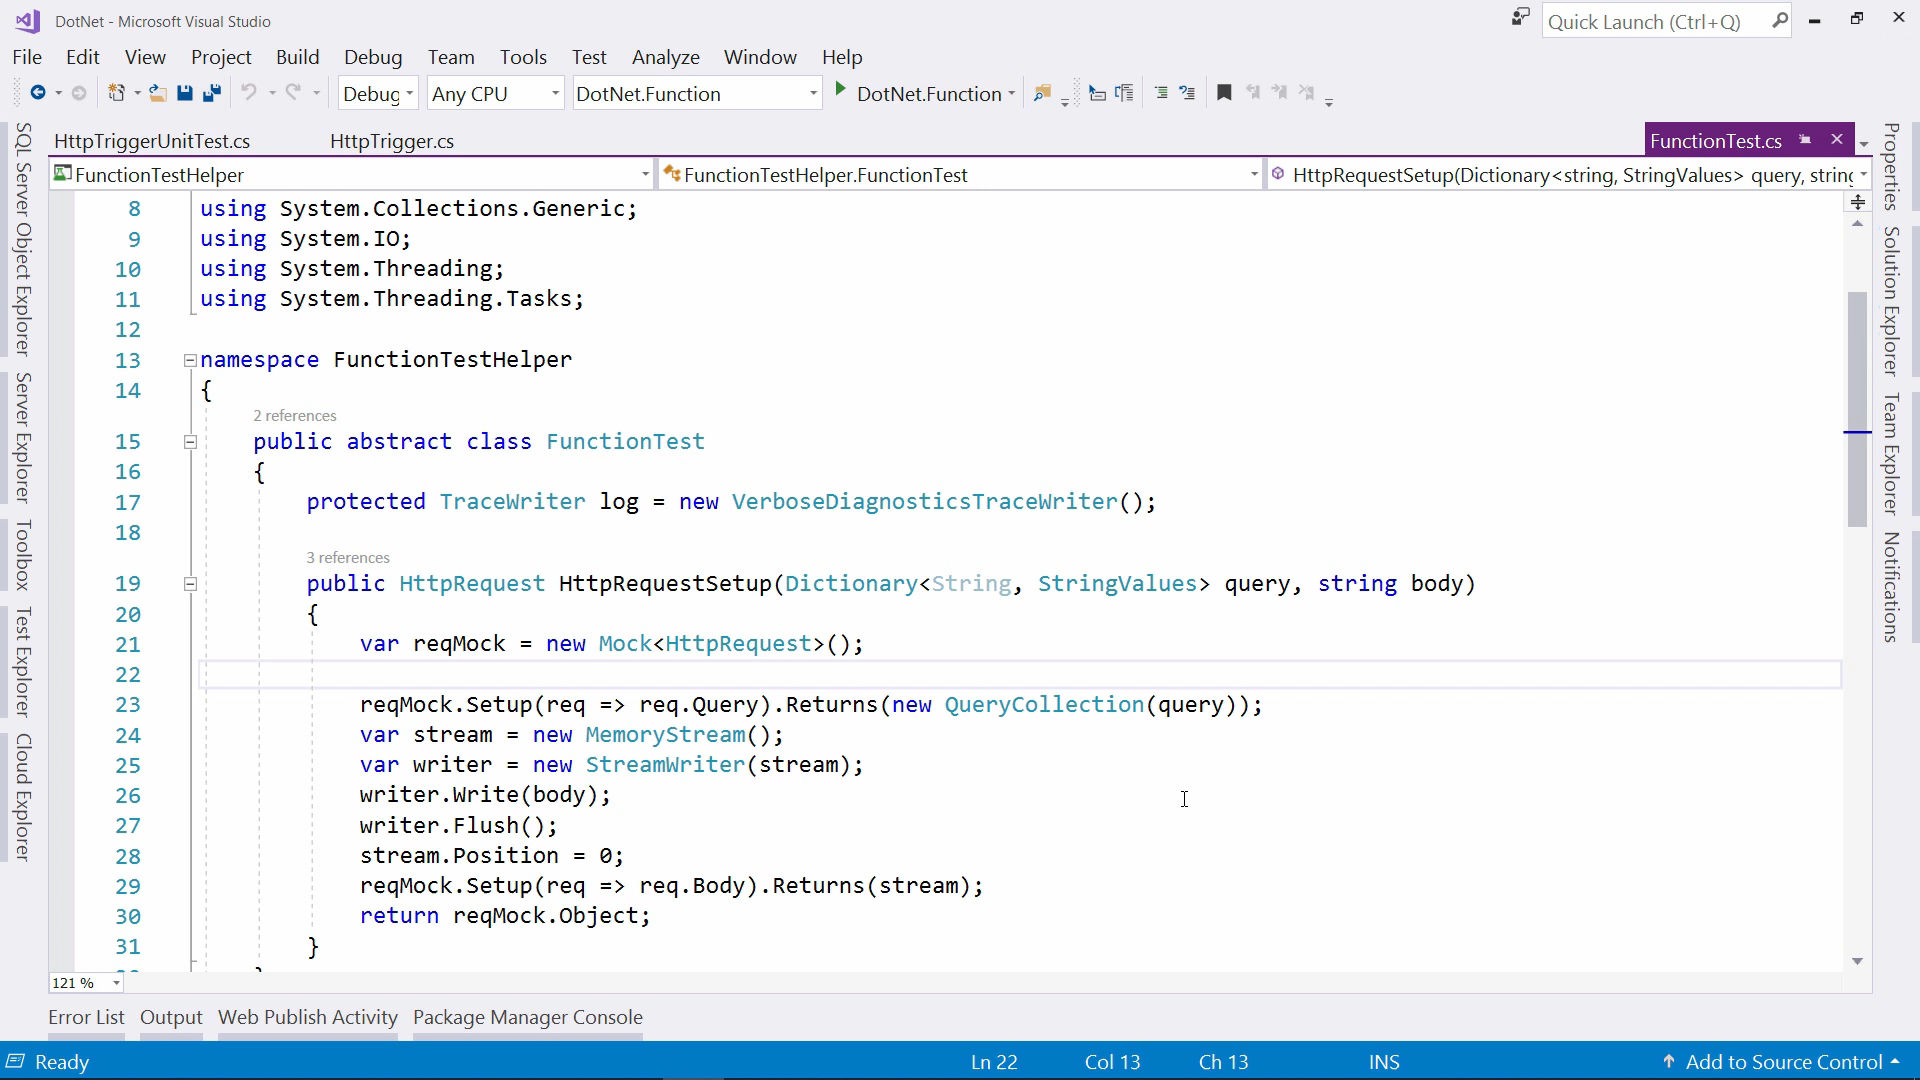 DotNet - Microsoft Visual Studio
Quick Launch (Ctrl+Q)
File Edit View Project Build Debug Team Tools Test Analyze Window Help
Debug Any CPU DotNet.Function DotNet.Function
HttpTriggerUnitTest.cs HttpTrigger.cs FunctionTest.cs
FunctionTestHelper FunctionTestHelper.FunctionTest HttpRequestSetup(Dictionary<string, StringValues> query, string
8 using System.Collections.Generic;
9 using System.IO;
10 using System.Threading;
11 using System.Threading.Tasks;
12
13 namespace FunctionTestHelper
14 {
2 references
15 public abstract class FunctionTest
16 {
17 protected TraceWriter log = new VerboseDiagnosticsTraceWriter();
18
3 references
19 public HttpRequest HttpRequestSetup(Dictionary<String, StringValues> query, string body)
20 {
21 var reqMock = new Mock<HttpRequest>();
22
23 reqMock.Setup(req => req.Query).Returns(new QueryCollection(query));
24 var stream = new MemoryStream();
25 var writer = new StreamWriter(stream);
26 writer.Write(body);
27 writer.Flush();
28 stream.Position = 0;
29 reqMock.Setup(req => req.Body).Returns(stream);
30 return reqMock.Object;
31 }
121 %
SQL Server Object Explorer
Server Explorer
Toolbox
Test Explorer
Cloud Explorer
Properties
Solution Explorer
Team Explorer
Notifications
Error List Output Web Publish Activity Package Manager Console
Ready Ln 22 Col 13 Ch 13 INS Add to Source Control